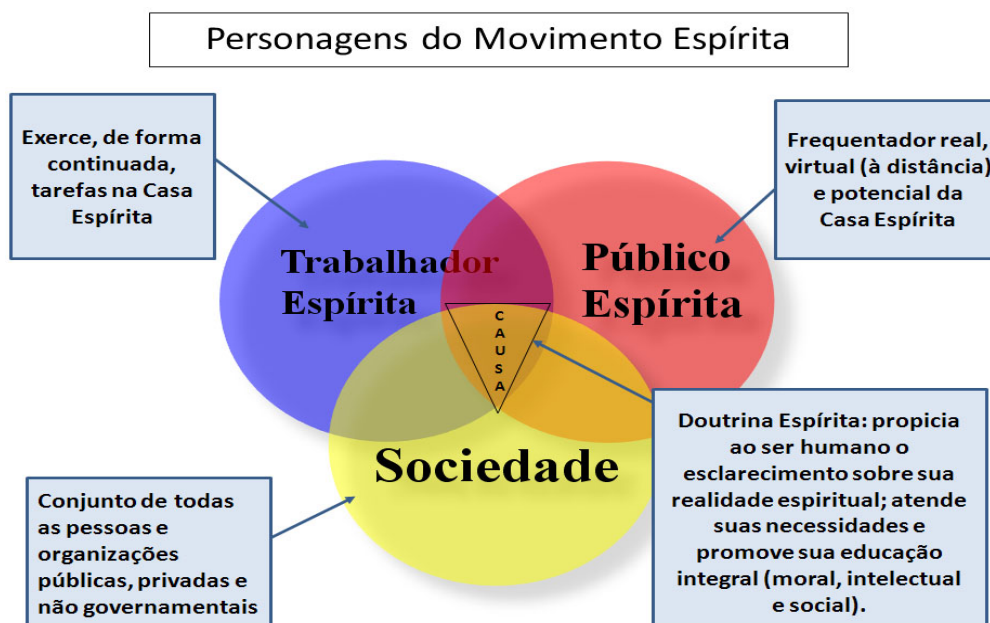 Personagens do Movimento Espírita
Exerce, de forma
continuada,
tarefas na Casa
Espírita
Frequentador real,
virtual (à distância)
e potencial da
Casa Espírita
Trabalhador
Espírita
Público
Espírita
C
A
U
S
A
Sociedade
Conjunto de todas
as pessoas e
organizações
públicas, privadas e
não governamentais
Doutrina Espírita: propicia
ao ser humano o
esclarecimento sobre sua
realidade espiritual; atende
suas necessidades e
promove sua educação
integral (moral, intelectual
e social).